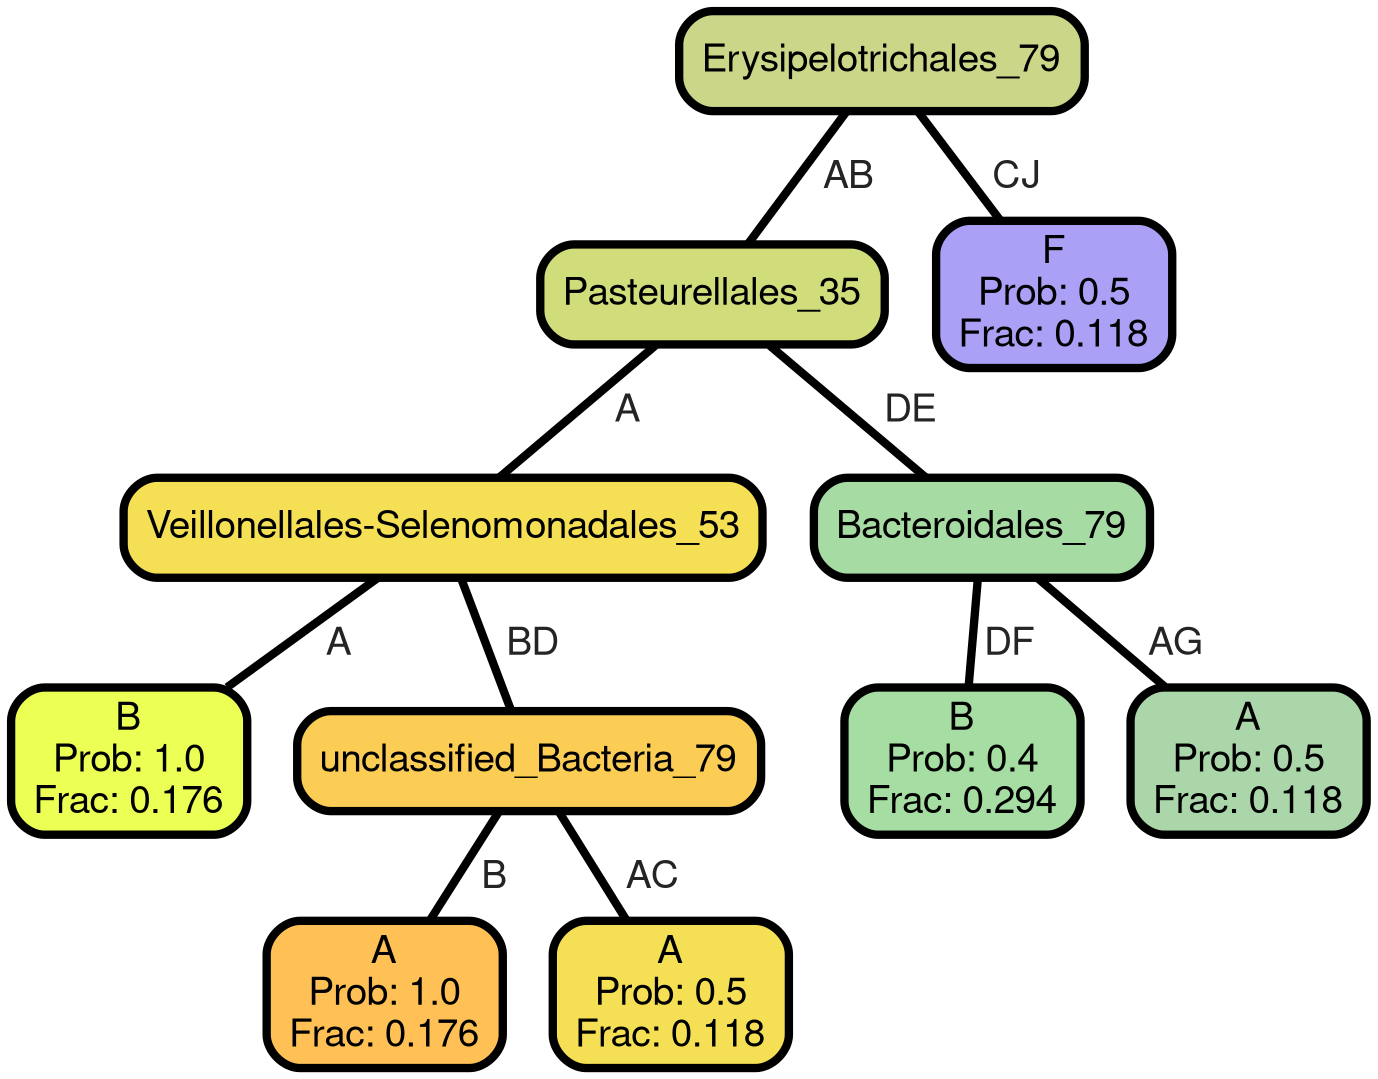 Erysipelotrichales_79
AB
CJ
Pasteurellales_35
F
Prob: 0.5
Frac: 0.118
A
DE
Veillonellales-Selenomonadales_53
Bacteroidales_79
A
BD
DF
AG
B
Prob: 1.0
Frac: 0.176
unclassified_Bacteria_79
B
Prob: 0.4
Frac: 0.294
A
Prob: 0.5
Frac: 0.118
B
AC
A
Prob: 1.0
Frac: 0.176
A
Prob: 0.5
Frac: 0.118